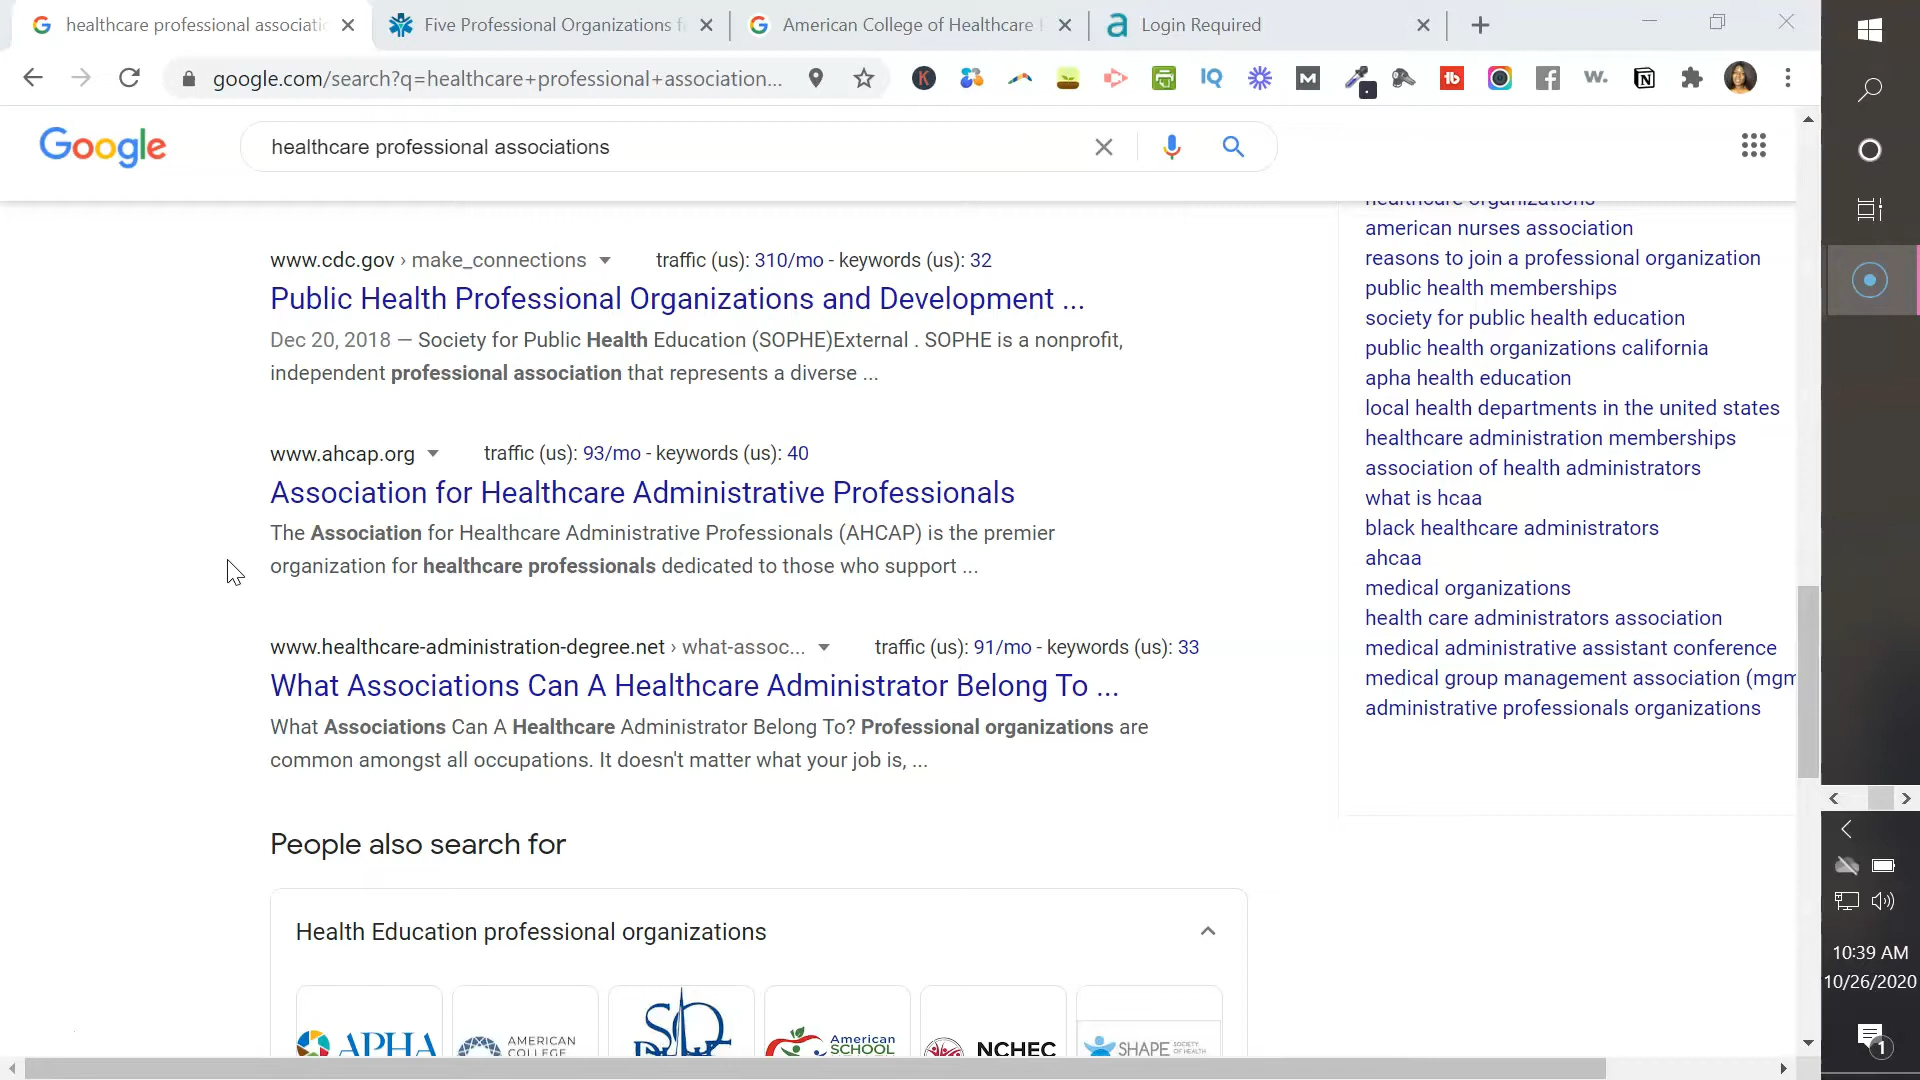 healthcare professional associatio
Five Professional Organizations f
American College of Healthcare
Login Required
google.com/search?q=healthcare+professional+association...
Google
healthcare professional associations
healthcare organizations
american nurses association
reasons to join a professional organization
public health memberships
society for public health education
public health organizations california
apha health education
local health departments in the united states
healthcare administration memberships
association of health administrators
what is hcaa
black healthcare administrators
ahcaa
medical organizations
health care administrators association
medical administrative assistant conference
medical group management association (mgm
administrative professionals organizations
www.cdc.gov › make_connections traffic (us): 310/mo - keywords (us): 32
Public Health Professional Organizations and Development ...
Dec 20, 2018 — Society for Public Health Education (SOPHE)External . SOPHE is a nonprofit,
independent professional association that represents a diverse ...
www.ahcap.org traffic (us): 93/mo - keywords (us): 40
Association for Healthcare Administrative Professionals
The Association for Healthcare Administrative Professionals (AHCAP) is the premier
organization for healthcare professionals dedicated to those who support ...
www.healthcare-administration-degree.net › what-assoc... traffic (us): 91/mo - keywords (us): 33
What Associations Can A Healthcare Administrator Belong To ...
What Associations Can A Healthcare Administrator Belong To? Professional organizations are
common amongst all occupations. It doesn't matter what your job is, ...
People also search for
Health Education professional organizations
APHA
AMERICAN
COLLEGE
American
SCHOOL
NCHEC
SHAPE SOCIETY OF HEALTH
10:39 AM
10/26/2020
1